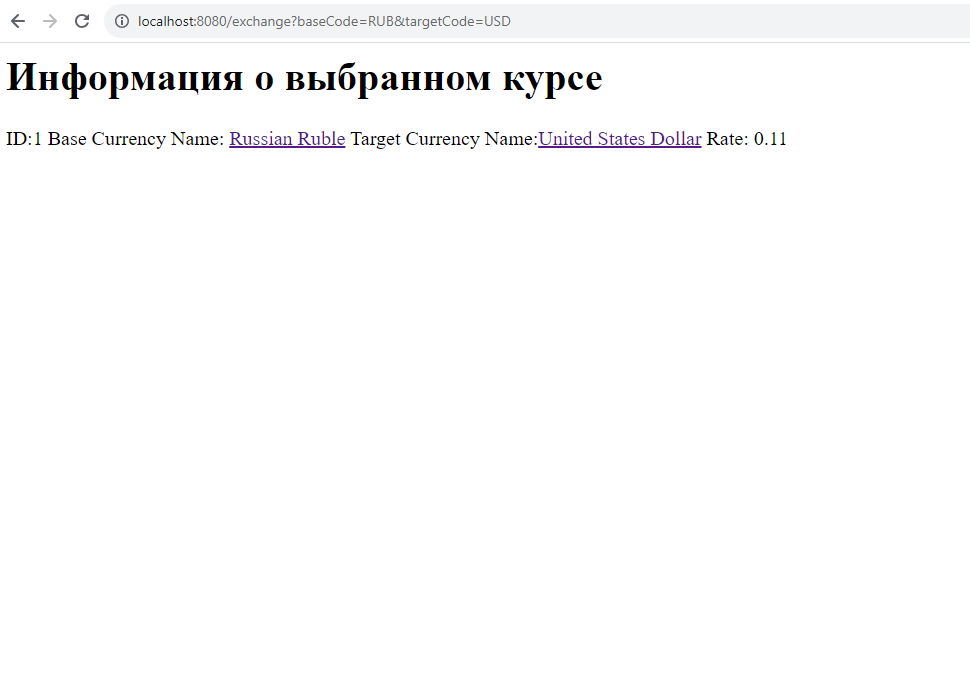 localhost:8080/exchange?baseCode=RUB&targetCode=USD
Информация о выбранном курсе
ID:1 Base Currency Name: Russian Ruble Target Currency Name:United States Dollar Rate: 0.11